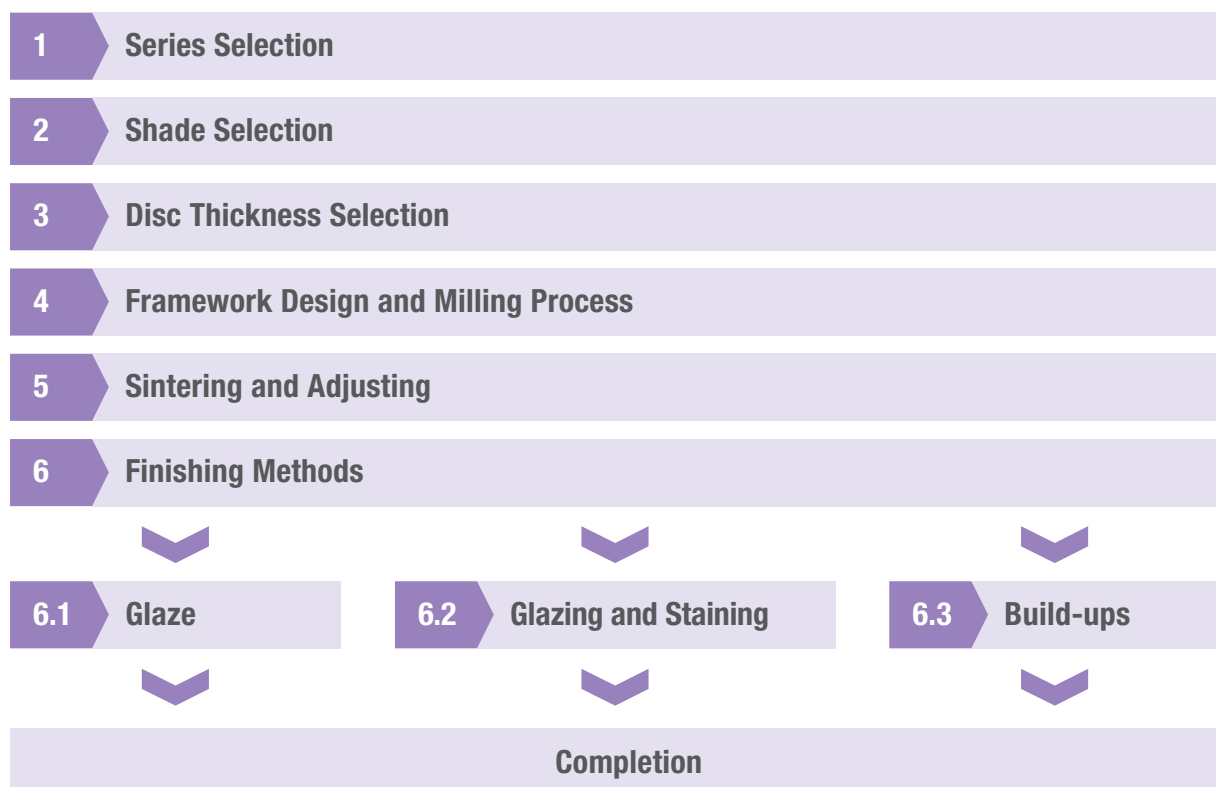 1 Series Selection
2 Shade Selection
3 Disc Thickness Selection
4 Framework Design and Milling Process
5 Sintering and Adjusting
6 Finishing Methods
6.1 Glaze
6.2 Glazing and Staining
6.3 Build-ups
Completion